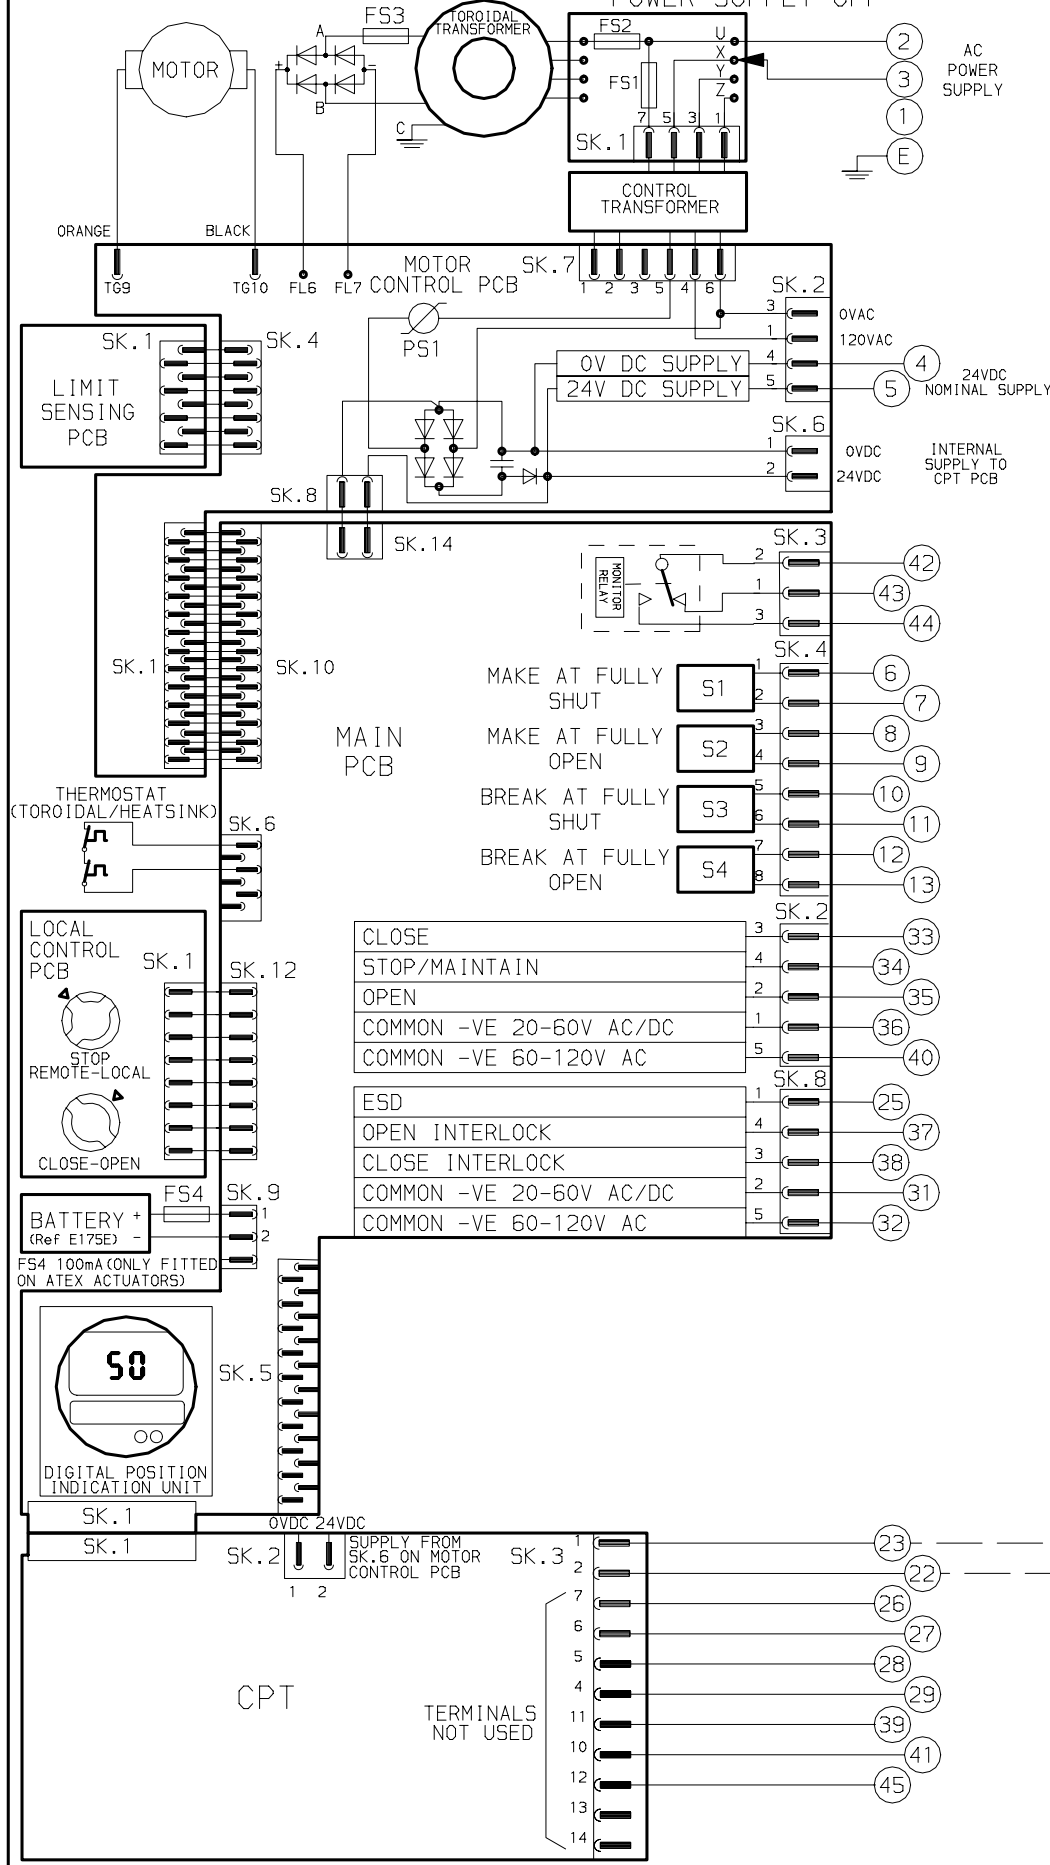 FS3
TOROIDAL
TRANSFORMER
FS2
U
X
Y
Z
2
3
1
E
AC
POWER
SUPPLY
MOTOR
A
+
-
B
C
FS1
7 5 3 1
SK.1
CONTROL
TRANSFORMER
ORANGE
BLACK
TG9
TG10
FL6
FL7
MOTOR
CONTROL PCB
SK.7
1 2 3 5 4 6
SK.2
3 0VAC
1 120VAC
PS1
0V DC SUPPLY 4 4
24V DC SUPPLY 5 5
24VDC
NOMINAL SUPPLY
SK.6
1 0VDC
2 24VDC
INTERNAL
SUPPLY TO
CPT PCB
SK.1
SK.4
LIMIT
SENSING
PCB
SK.8
SK.14
SK.1
SK.10
MAIN
PCB
MONITOR
RELAY
SK.3
2 42
1 43
3 44
SK.4
MAKE AT FULLY
SHUT
S1
1 6
2 7
MAKE AT FULLY
OPEN
S2
3 8
4 9
BREAK AT FULLY
SHUT
S3
5 10
6 11
BREAK AT FULLY
OPEN
S4
7 12
8 13
THERMOSTAT
(TOROIDAL/HEATSINK)
SK.6
SK.2
CLOSE 3 33
STOP/MAINTAIN 4 34
OPEN 2 35
COMMON -VE 20-60V AC/DC 1 36
COMMON -VE 60-120V AC 5 40
SK.8
ESD 1 25
OPEN INTERLOCK 4 37
CLOSE INTERLOCK 3 38
COMMON -VE 20-60V AC/DC 2 31
COMMON -VE 60-120V AC 5 32
LOCAL
CONTROL
PCB
SK.1
SK.12
STOP
REMOTE-LOCAL
CLOSE-OPEN
BATTERY + -
(Ref E175E)
FS4
SK.9
1
2
FS4 100mA(ONLY FITTED
ON ATEX ACTUATORS)
50
SK.5
DIGITAL POSITION
INDICATION UNIT
SK.1
SK.1
0VDC 24VDC
SK.2
1 2
SUPPLY FROM
SK.6 ON MOTOR
CONTROL PCB
SK.3
1 23
2 22
7 26
6 27
5 28
4 29
11 39
10 41
12 45
13
14
CPT
TERMINALS
NOT USED